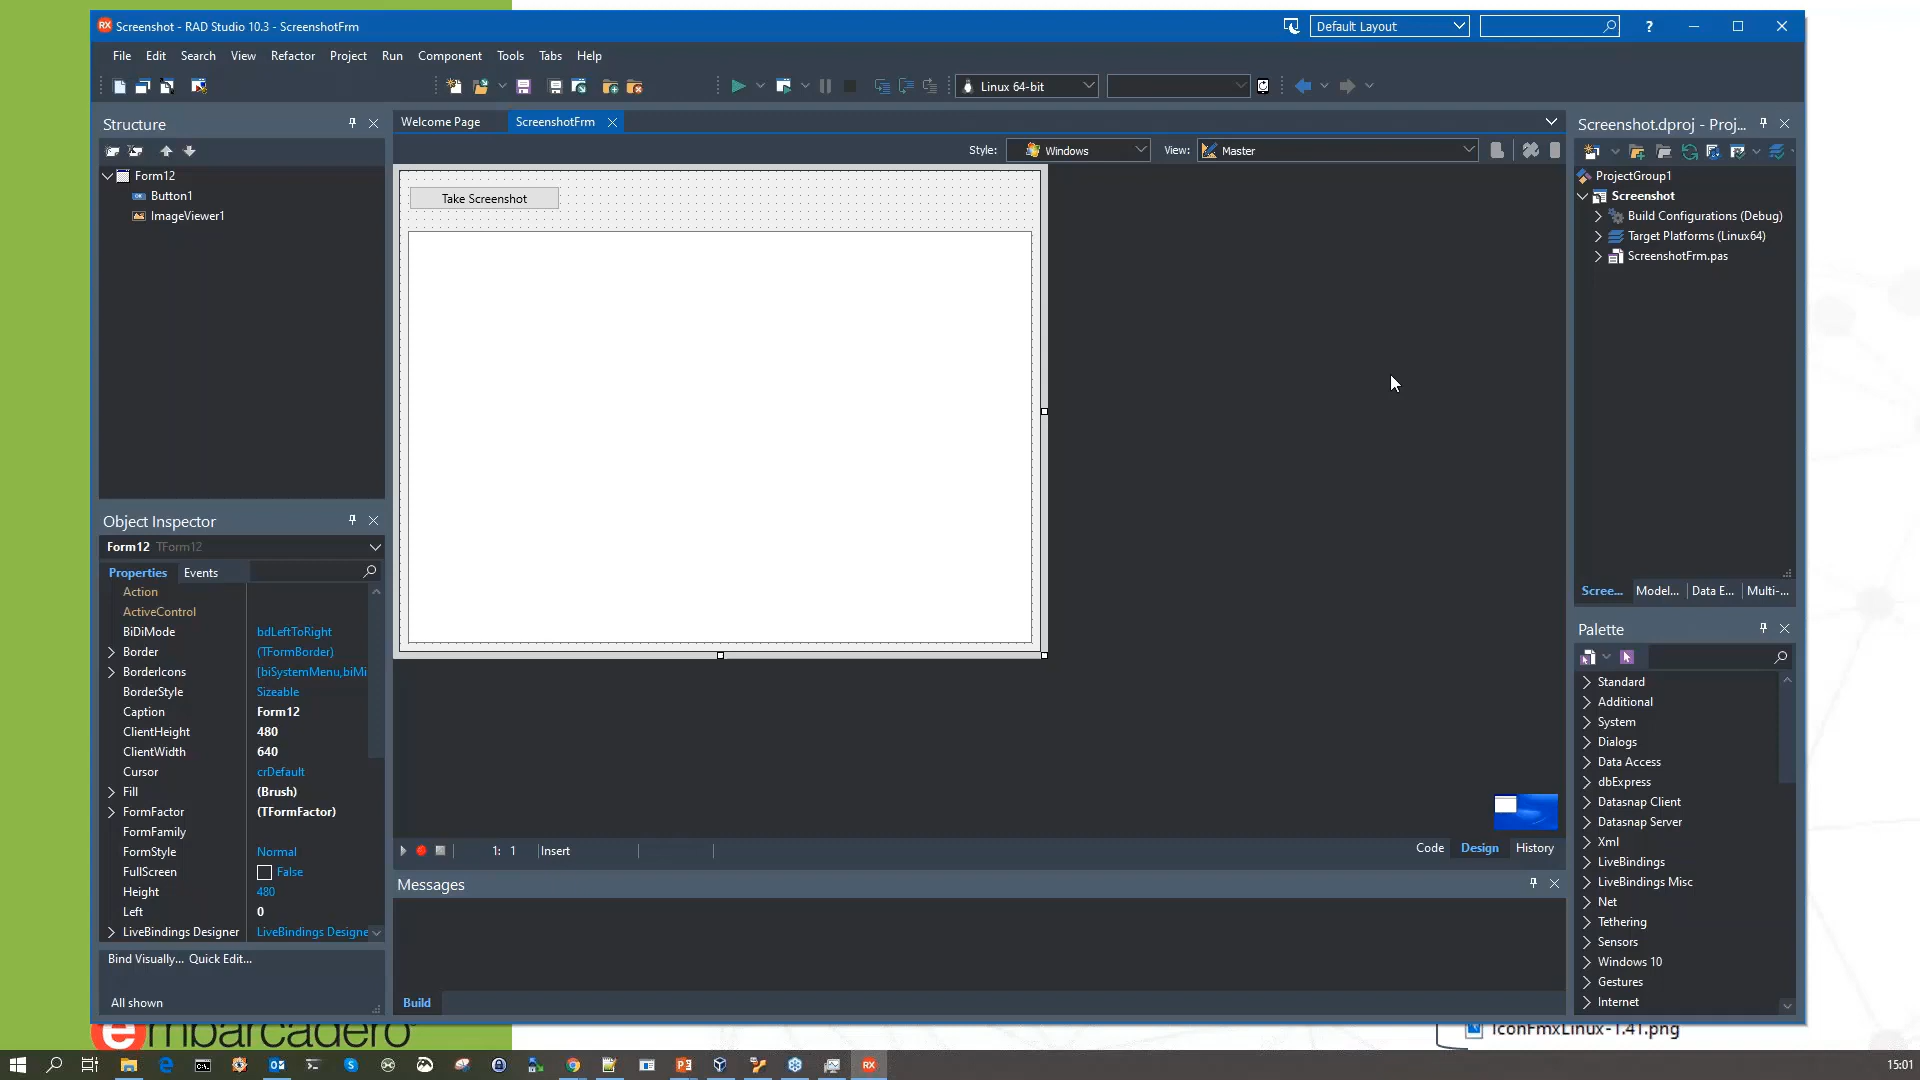 Screenshot - RAD Studio 10.3 - ScreenshotFrm
Default Layout
?
File Edit Search View Refactor Project Run Component Tools Tabs Help
Linux 64-bit
Structure
Form12
Button1
ImageViewer1
Welcome Page
ScreenshotFrm
Style: Windows View: Master
Take Screenshot
Screenshot.dproj - Proj...
ProjectGroup1
Screenshot
Build Configurations (Debug)
Target Platforms (Linux64)
ScreenshotFrm.pas
Scree... Model... Data E... Multi-...
Object Inspector
Form12 TForm12
Properties Events
Action
ActiveControl
BiDiMode bdLeftToRight
Border (TFormBorder)
BorderIcons [biSystemMenu,biMi
BorderStyle Sizeable
Caption Form12
ClientHeight 480
ClientWidth 640
Cursor crDefault
Fill (Brush)
FormFactor (TFormFactor)
FormFamily
FormStyle Normal
FullScreen False
Height 480
Left 0
LiveBindings Designer LiveBindings Designe
Bind Visually... Quick Edit...
All shown
1: 1 Insert
Code Design History
Messages
Build
Palette
Standard
Additional
System
Dialogs
Data Access
dbExpress
Datasnap Client
Datasnap Server
Xml
LiveBindings
LiveBindings Misc
Net
Tethering
Sensors
Windows 10
Gestures
Internet
embarcadero
IconFmxLinux-1.41.png
15:01